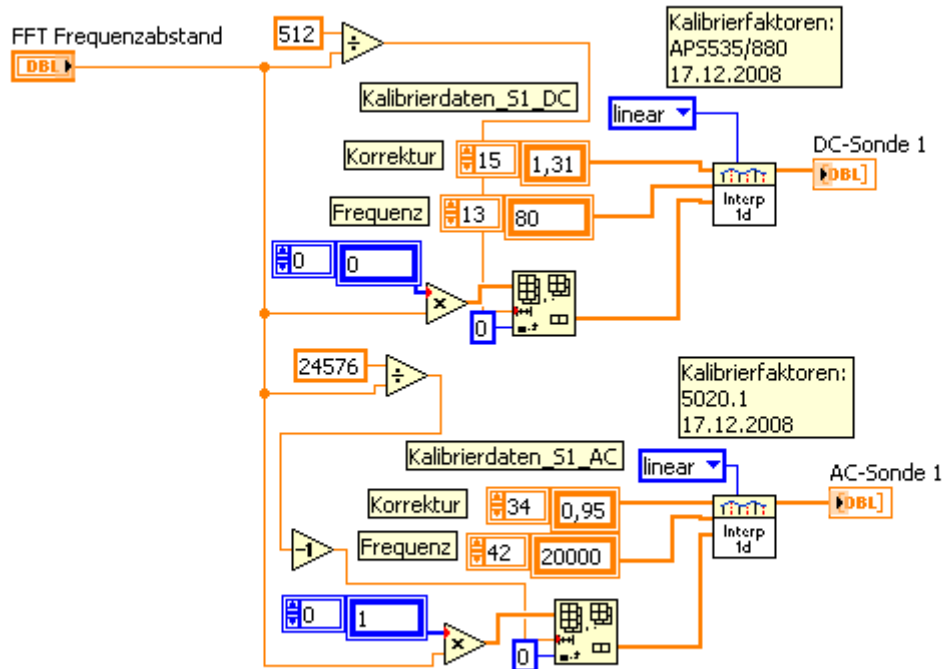 FFT Frequenzabstand
DBL
512
÷
Kalibrierfaktoren:
APS535/880
17.12.2008
Kalibrierdaten_S1_DC
linear
DC-Sonde 1
DBL]
Korrektur
15
1,31
Interp
1d
Frequenz
13
80
0
0
x
0
24576
÷
Kalibrierfaktoren:
5020.1
17.12.2008
Kalibrierdaten_S1_AC
linear
AC-Sonde 1
DBL]
Korrektur
34
0,95
Interp
1d
Frequenz
42
20000
-1
0
1
x
0